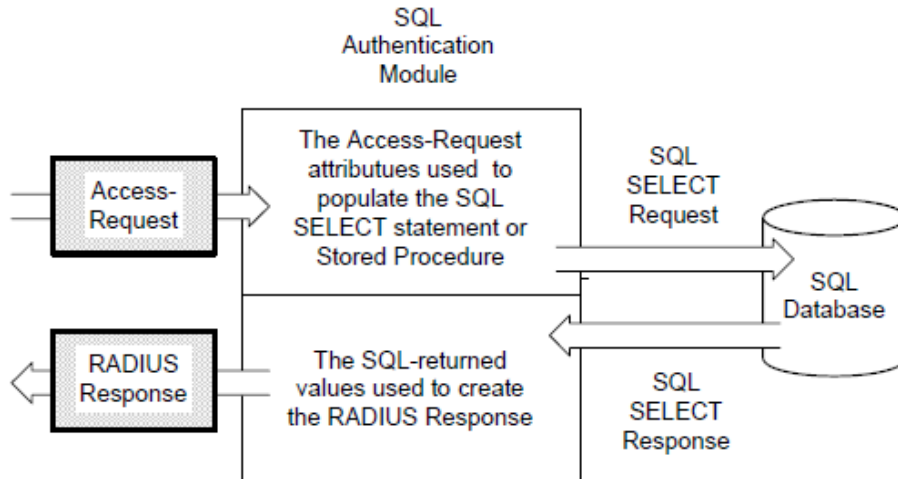 SQL
Authentication
Module
The Access-Request
attributues used to
populate the SQL
SELECT statement or
Stored Procedure
Access-
Request
SQL
SELECT
Request
SQL
Database
RADIUS
Response
The SQL-returned
values used to create
the RADIUS Response
SQL
SELECT
Response